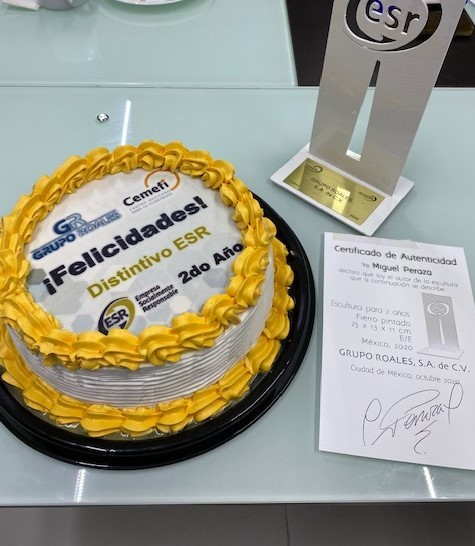 Cemefi
GR
GRUPO ROALES
¡Felicidades!
Distintivo ESR
2do Año
ESR
Empresa
Socialmente
Responsable
esr
GRUPO ROALES,
S.A. de C.V.
Certificado de Autenticidad
Yo Miguel Peraza
declaro que soy el autor de la escultura
que a continuación se describe:
Escultura para 2 años
Fierro pintado
25 x 13 x 11 cm
E/E
México, 2020
GRUPO ROALES, S.A. de C.V.
Ciudad de México, octubre 2020